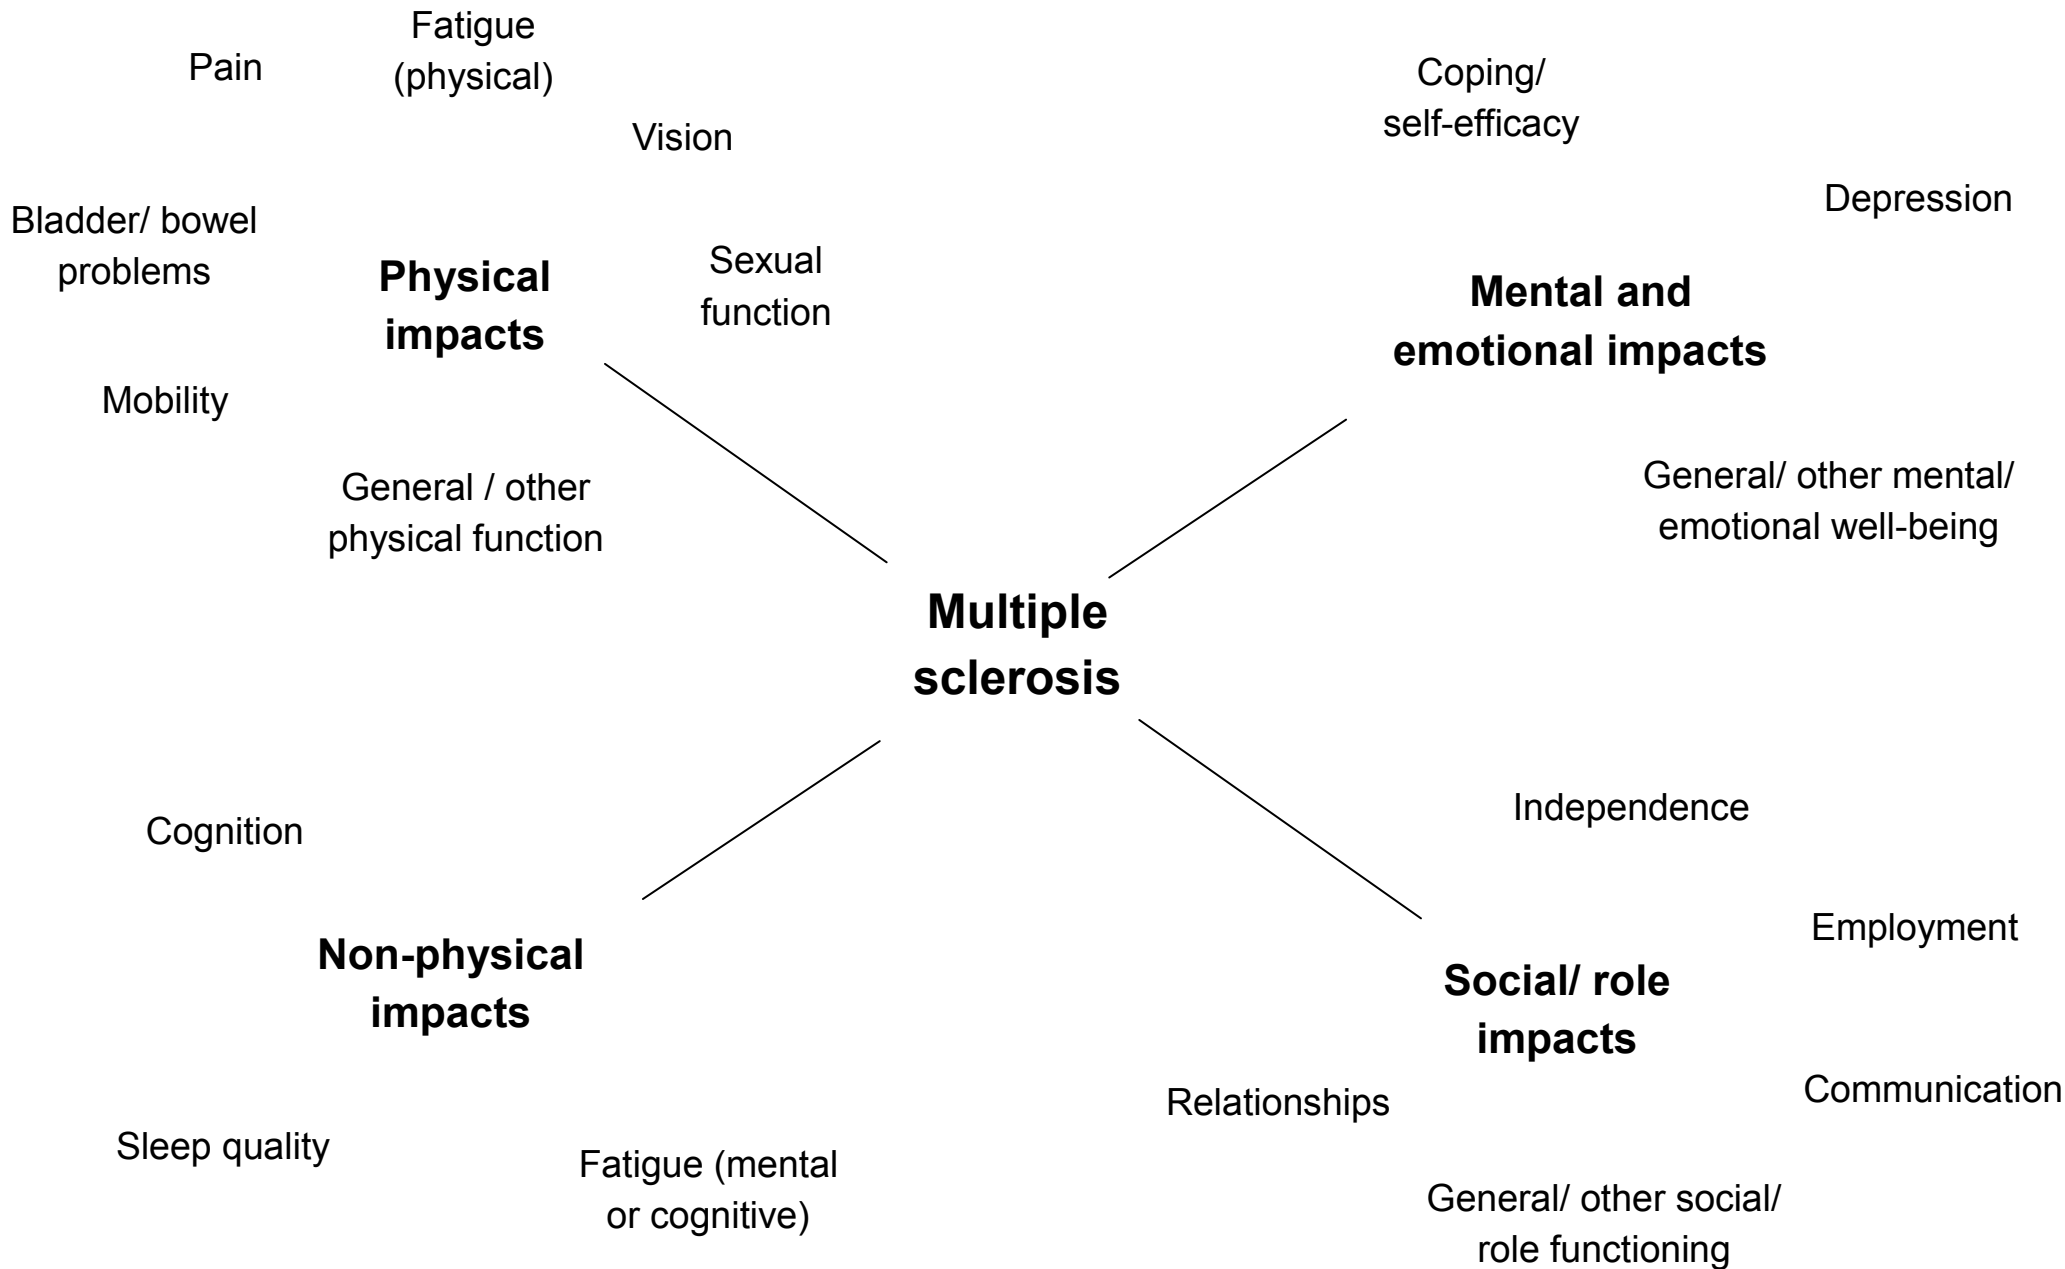 Fatigue
(physical)
Pain
Vision
Bladder/ bowel
problems
Physical
impacts
Sexual
function
Mobility
General / other
physical function
Coping/
self-efficacy
Depression
Mental and
emotional impacts
General/ other mental/
emotional well-being
Multiple
sclerosis
Cognition
Non-physical
impacts
Sleep quality
Fatigue (mental
or cognitive)
Independence
Employment
Social/ role
impacts
Communication
Relationships
General/ other social/
role functioning